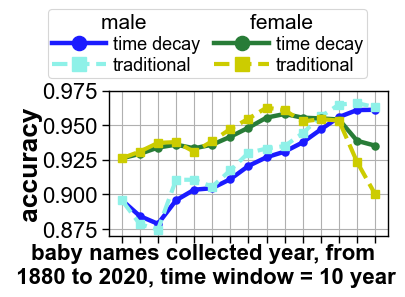 male female
time decay time decay
traditional traditional
0.975
0.950
0.925
0.900
0.875
accuracy
baby names collected year, from
1880 to 2020, time window = 10 year